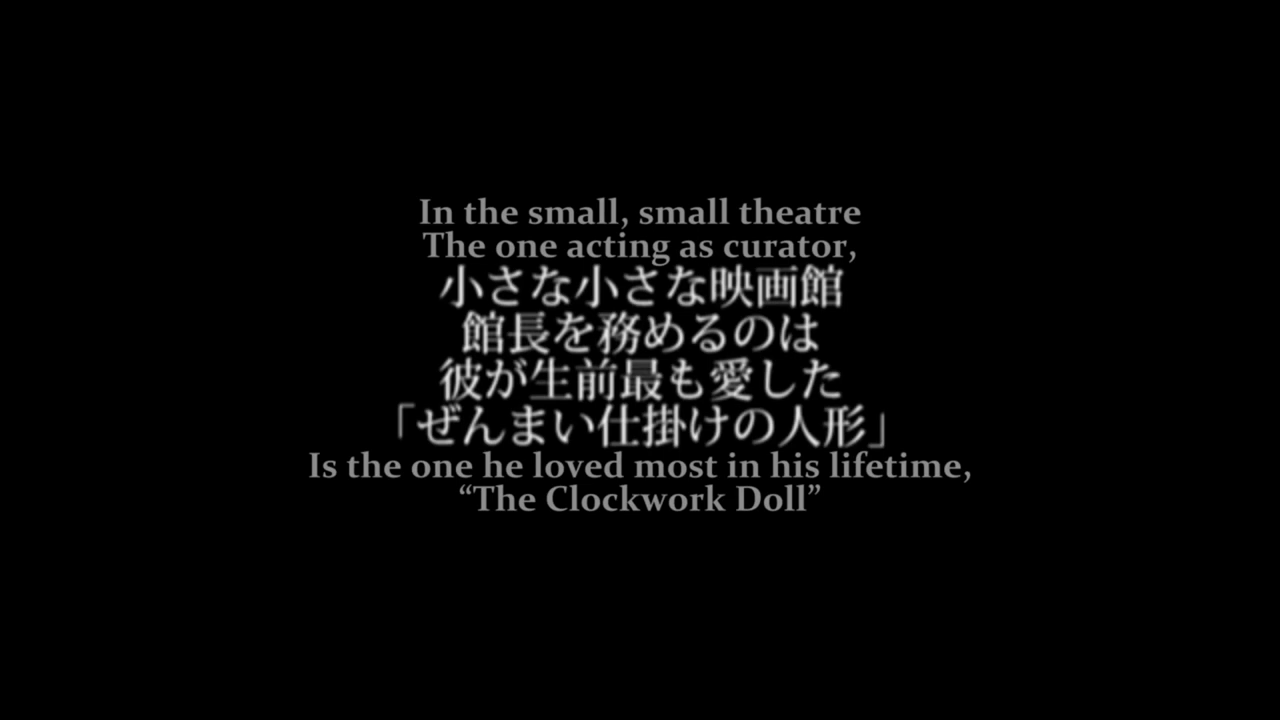 In the small, small theatre
The one acting as curator,
小さな小さな映画館
館長を務めるのは
彼が生前最も愛した
「ぜんまい仕掛けの人形」
Is the one he loved most in his lifetime,
“The Clockwork Doll”